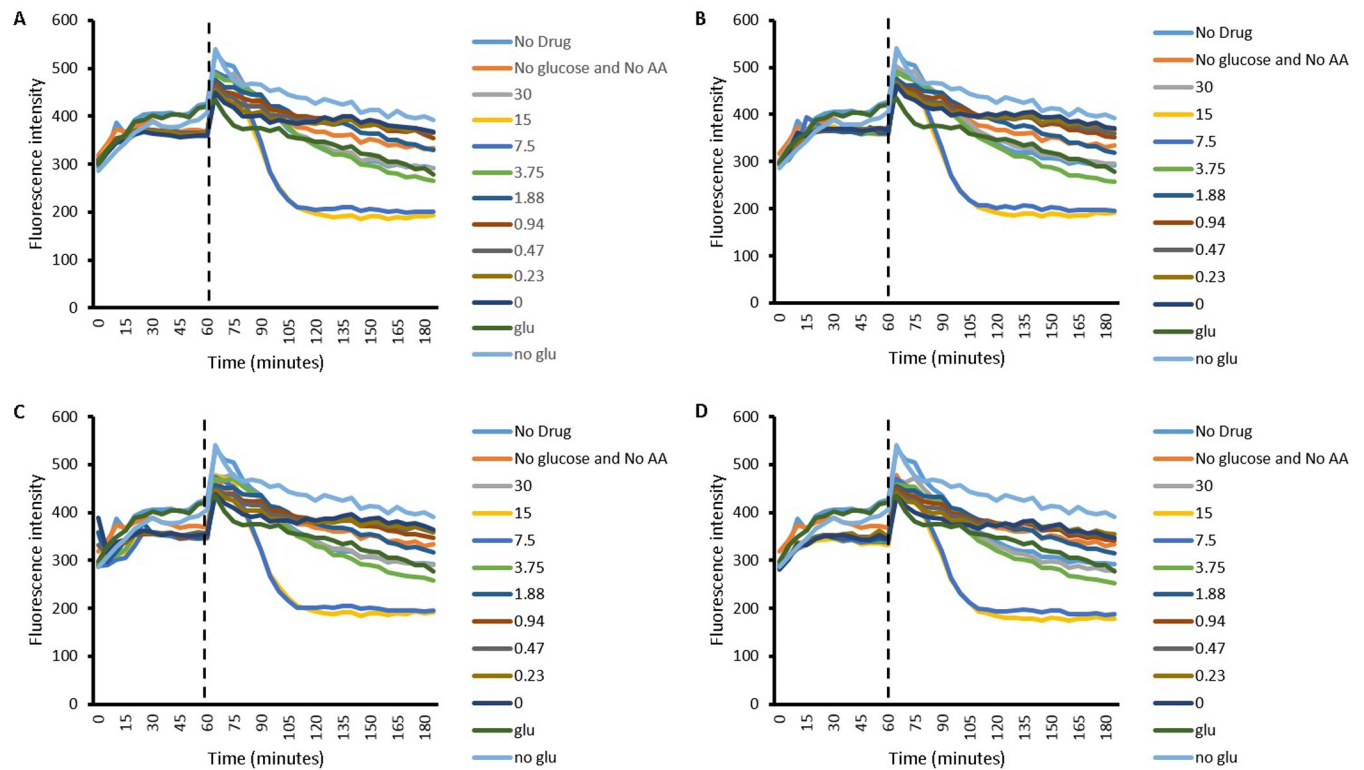 A
600
500
400
300
200
100
0
Fluorescence intensity
0 15 30 45 60 75 90 105 120 135 150 165 180
Time (minutes)
No Drug
No glucose and No AA
30
15
7.5
3.75
1.88
0.94
0.47
0.23
0
glu
no glu
B
600
500
400
300
200
100
0
Fluorescence intensity
0 15 30 45 60 75 90 105 120 135 150 165 180
Time (minutes)
No Drug
No glucose and No AA
30
15
7.5
3.75
1.88
0.94
0.47
0.23
0
glu
no glu
C
600
500
400
300
200
100
0
Fluorescence intensity
0 15 30 45 60 75 90 105 120 135 150 165 180
Time (minutes)
No Drug
No glucose and No AA
30
15
7.5
3.75
1.88
0.94
0.47
0.23
0
glu
no glu
D
600
500
400
300
200
100
0
Fluorescence intensity
0 15 30 45 60 75 90 105 120 135 150 165 180
Time (minutes)
No Drug
No glucose and No AA
30
15
7.5
3.75
1.88
0.94
0.47
0.23
0
glu
no glu